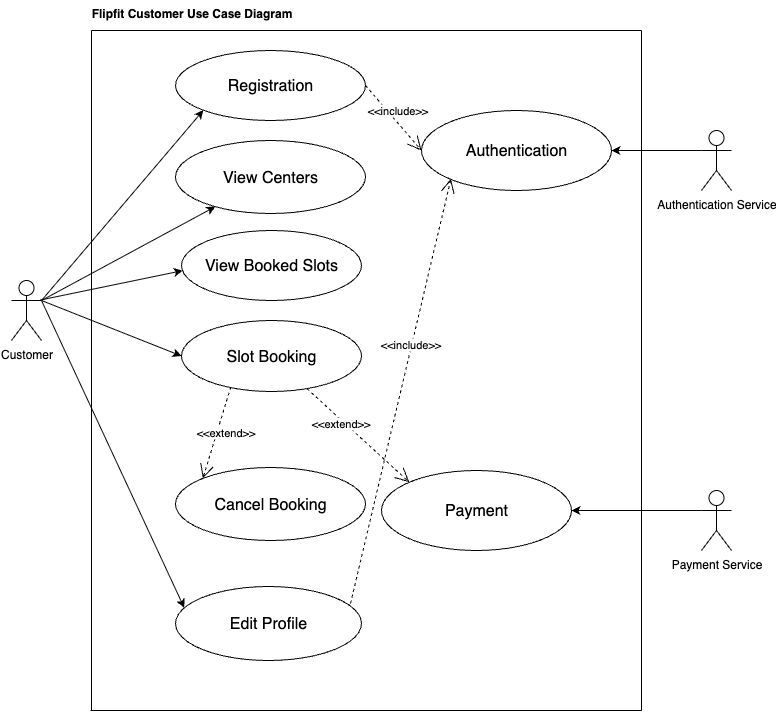 Flipfit Customer Use Case Diagram
Registration
<<include>>
Authentication
View Centers
Authentication Service
View Booked Slots
Customer
Slot Booking
<<include>>
<<extend>>
<<extend>>
Cancel Booking
Payment
Payment Service
Edit Profile